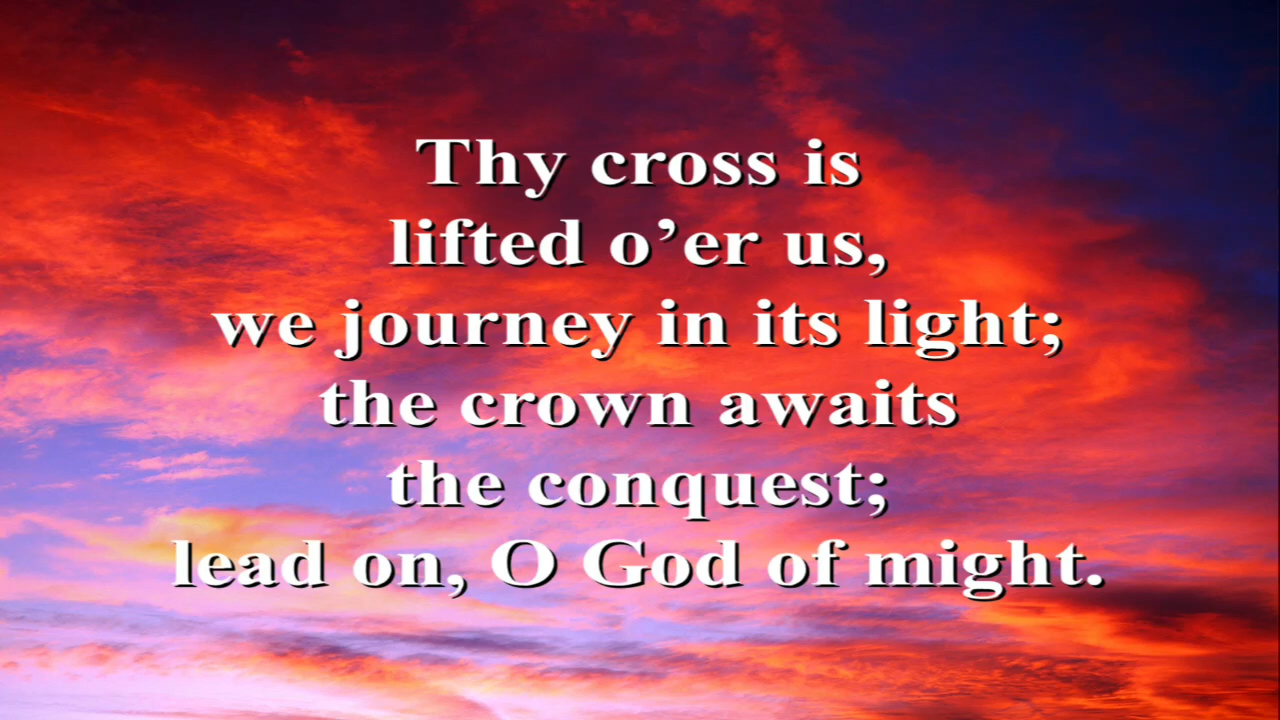 Thy cross is
lifted o’er us,
we journey in its light;
the crown awaits
the conquest;
lead on, O God of might.